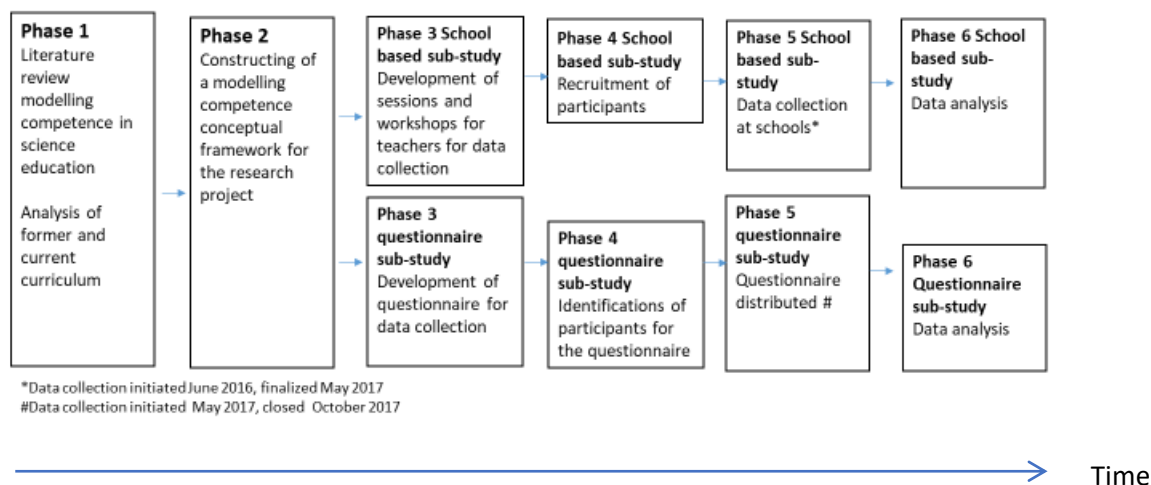 Phase 1
Literature
review
modelling
competence in
science
education
Analysis of
former and
current
curriculum
Phase 2
Constructing of
a modelling
competence
conceptual
framework for
the research
project
Phase 3 School
based sub-study
Development of
sessions and
workshops for
teachers for data
collection
Phase 4 School
based sub-study
Recruitment of
participants
Phase 5 School
based sub-
study
Data collection
at schools*
Phase 6 School
based sub-
study
Data analysis
Phase 3
questionnaire
sub-study
Development of
questionnaire for
data collection
Phase 4
questionnaire
sub-study
Identifications of
participants for
the questionnaire
Phase 5
questionnaire
sub-study
Questionnaire
distributed #
Phase 6
Questionnaire
sub-study
Data analysis
*Data collection initiated June 2016, finalized May 2017
#Data collection initiated May 2017, closed October 2017
Time